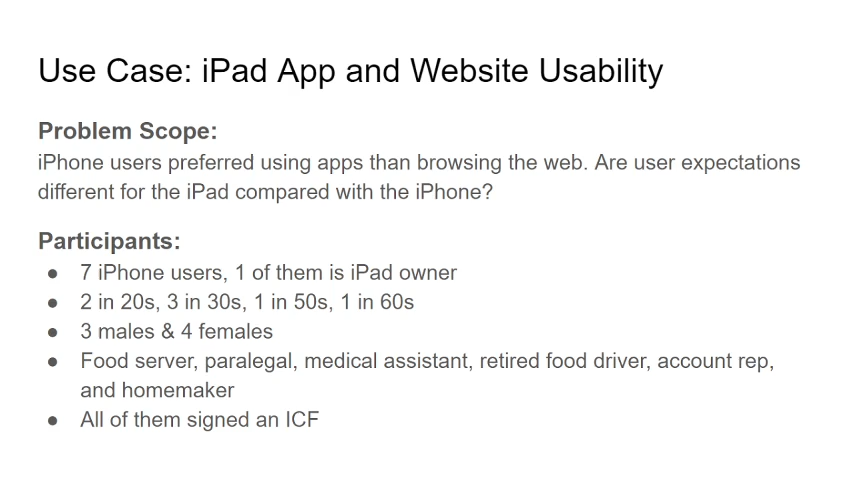 Use Case: iPad App and Website Usability
Problem Scope:
iPhone users preferred using apps than browsing the web. Are user expectations
different for the iPad compared with the iPhone?
Participants:
● 7 iPhone users, 1 of them is iPad owner
● 2 in 20s, 3 in 30s, 1 in 50s, 1 in 60s
● 3 males & 4 females
● Food server, paralegal, medical assistant, retired food driver, account rep,
and homemaker
● All of them signed an ICF